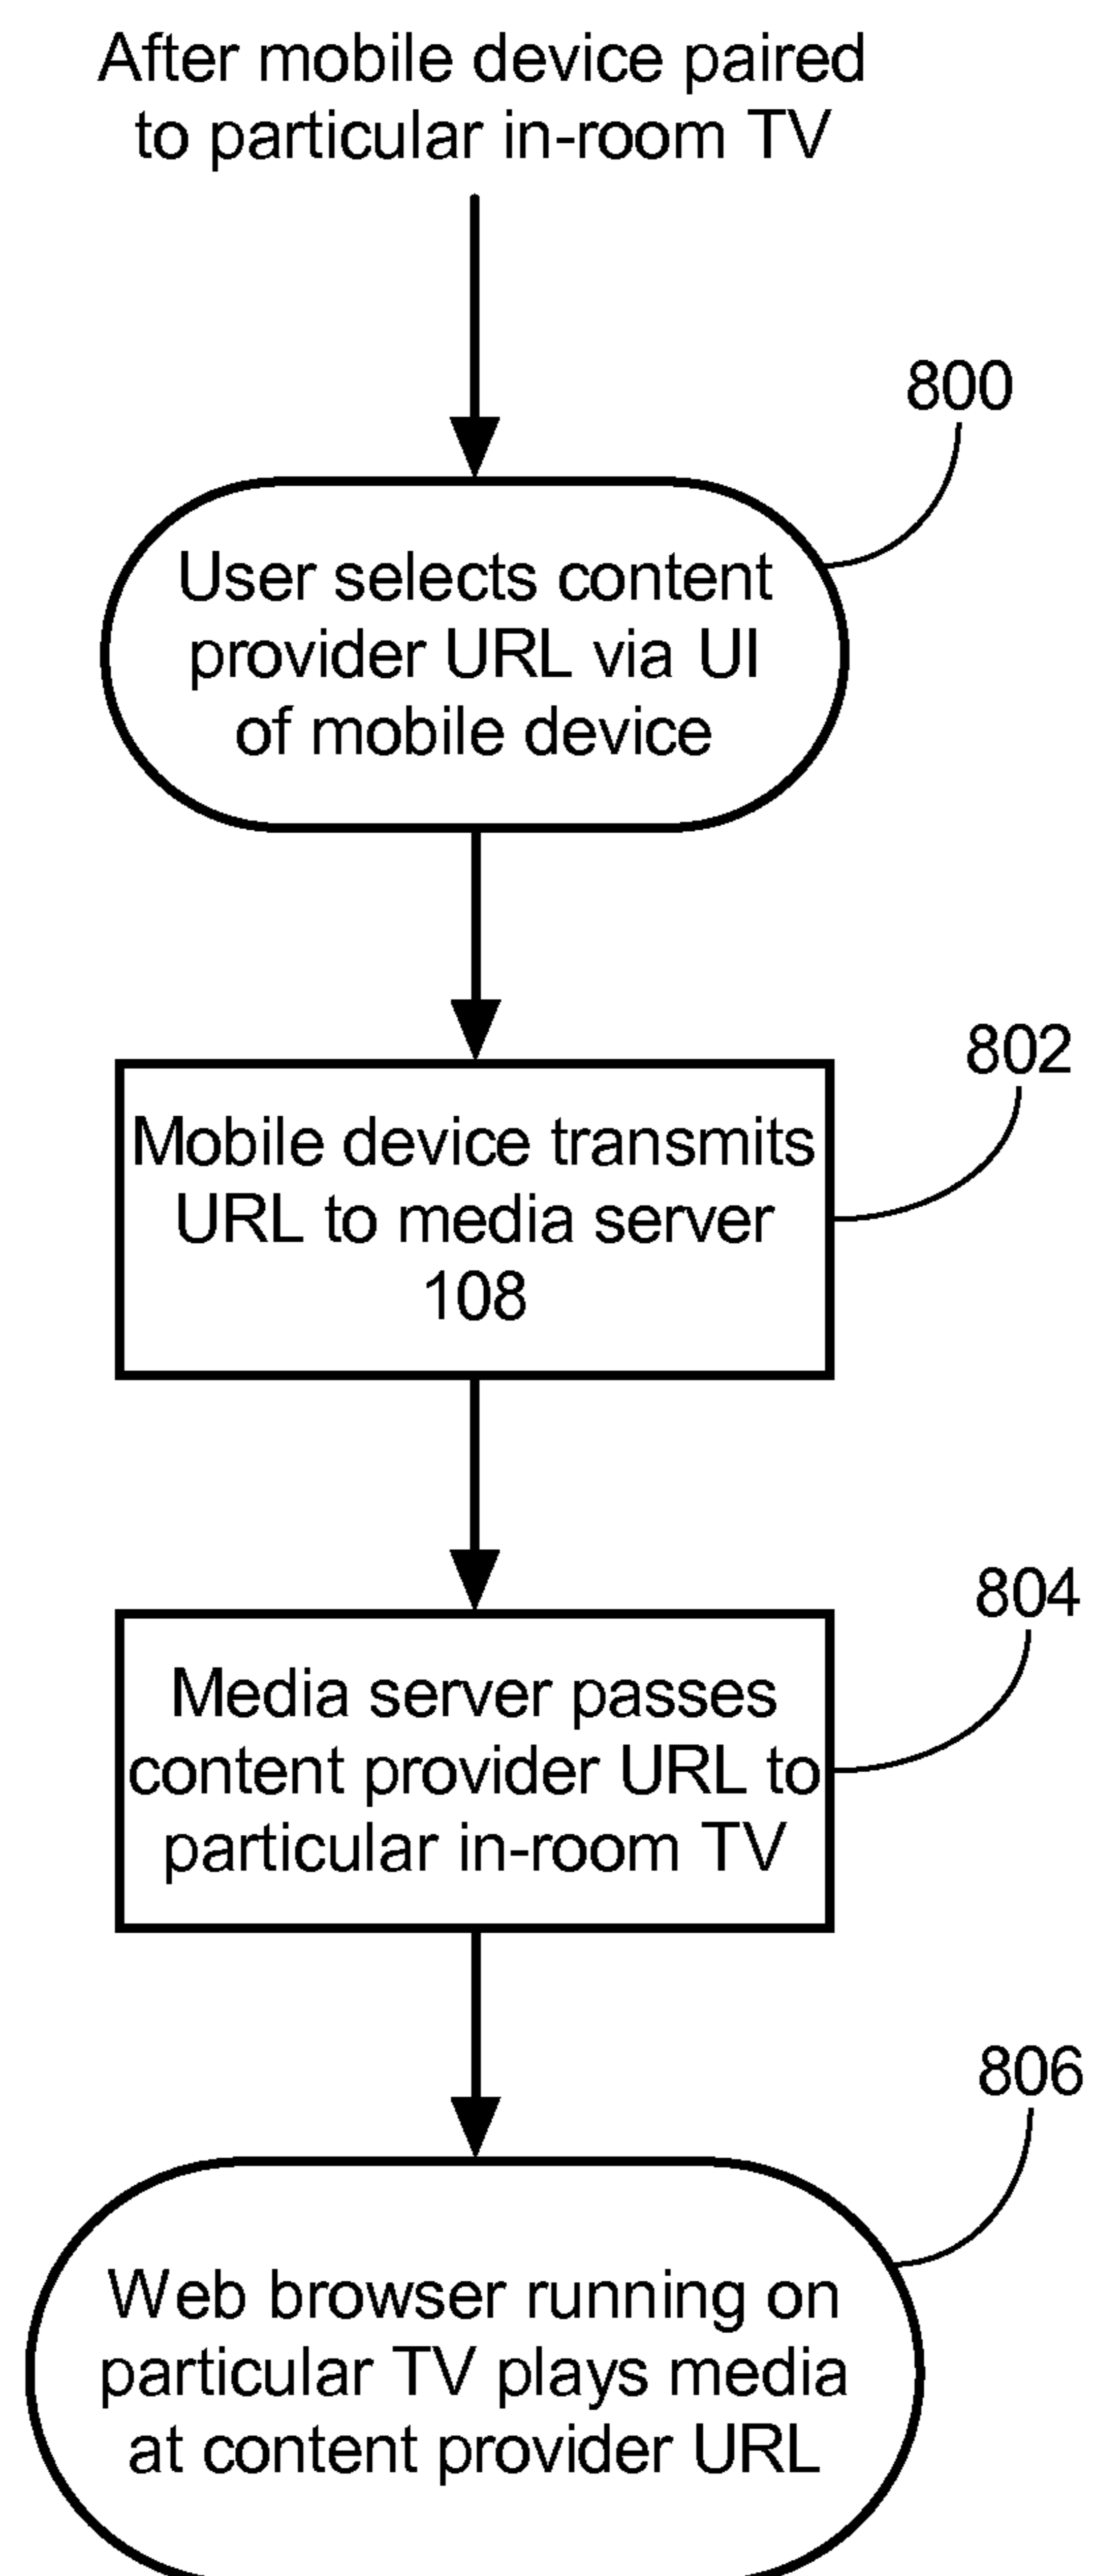 After mobile device paired
to particular in-room TV
800
User selects content
provider URL via UI
of mobile device
802
Mobile device transmits
URL to media server
108
804
Media server passes
content provider URL to
particular in-room TV
806
Web browser running on
particular TV plays media
at content provider URL